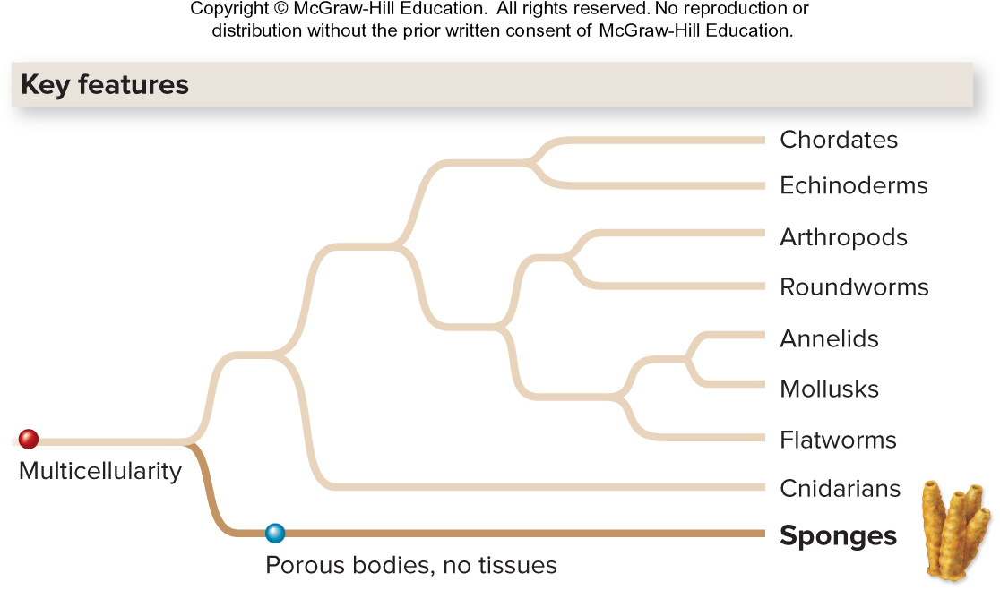 Copyright © McGraw-Hill Education. All rights reserved. No reproduction or
distribution without the prior written consent of McGraw-Hill Education.
Key features
Chordates
Echinoderms
Arthropods
Roundworms
Annelids
Mollusks
Flatworms
Multicellularity
Cnidarians
Sponges
Porous bodies, no tissues